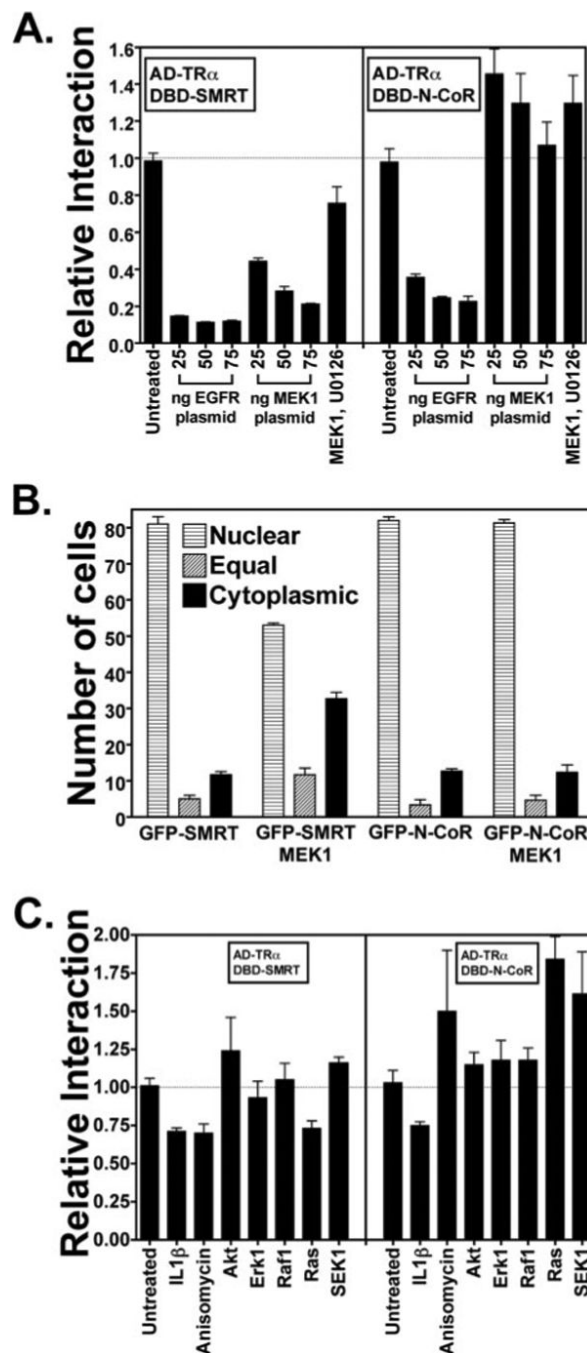 A.
Relative Interaction
1.6
1.4
1.2
1.0
0.8
0.6
0.4
0.2
0.0
AD-TRα
DBD-SMRT
AD-TRα
DBD-N-CoR
Untreated
25
50
75
25
50
75
MEK1, U0126
ng EGFR
plasmid
ng MEK1
plasmid
Untreated
25
50
75
25
50
75
MEK1, U0126
ng EGFR
plasmid
ng MEK1
plasmid
B.
Number of cells
80
70
50
40
30
20
10
0
Nuclear
Equal
Cytoplasmic
GFP-SMRT
GFP-SMRT
MEK1
GFP-N-CoR
GFP-N-CoR
MEK1
C.
Relative Interaction
2.00
1.75
1.50
1.25
1.00
0.75
0.50
0.25
0.00
AD-TRα
DBD-SMRT
AD-TRα
DBD-N-CoR
Untreated
IL1β
Anisomycin
Akt
Erk1
Raf1
Ras
SEK1
Untreated
IL1β
Anisomycin
Akt
Erk1
Raf1
Ras
SEK1